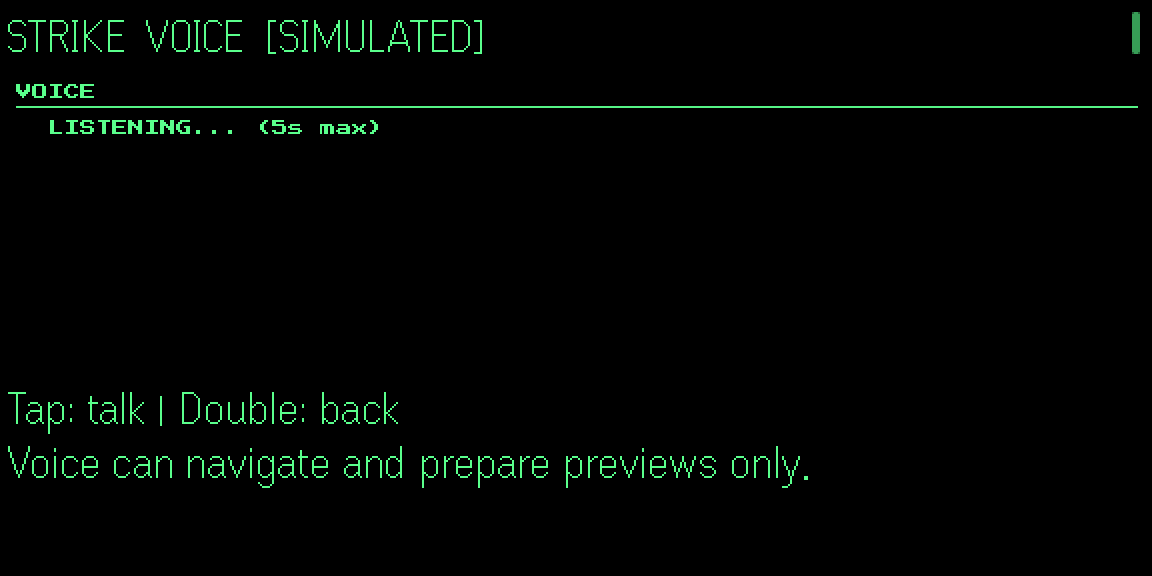 STRIKE VOICE [SIMULATED]
VOICE
LISTENING... (5s max)
Tap: talk | Double: back
Voice can navigate and prepare previews only.